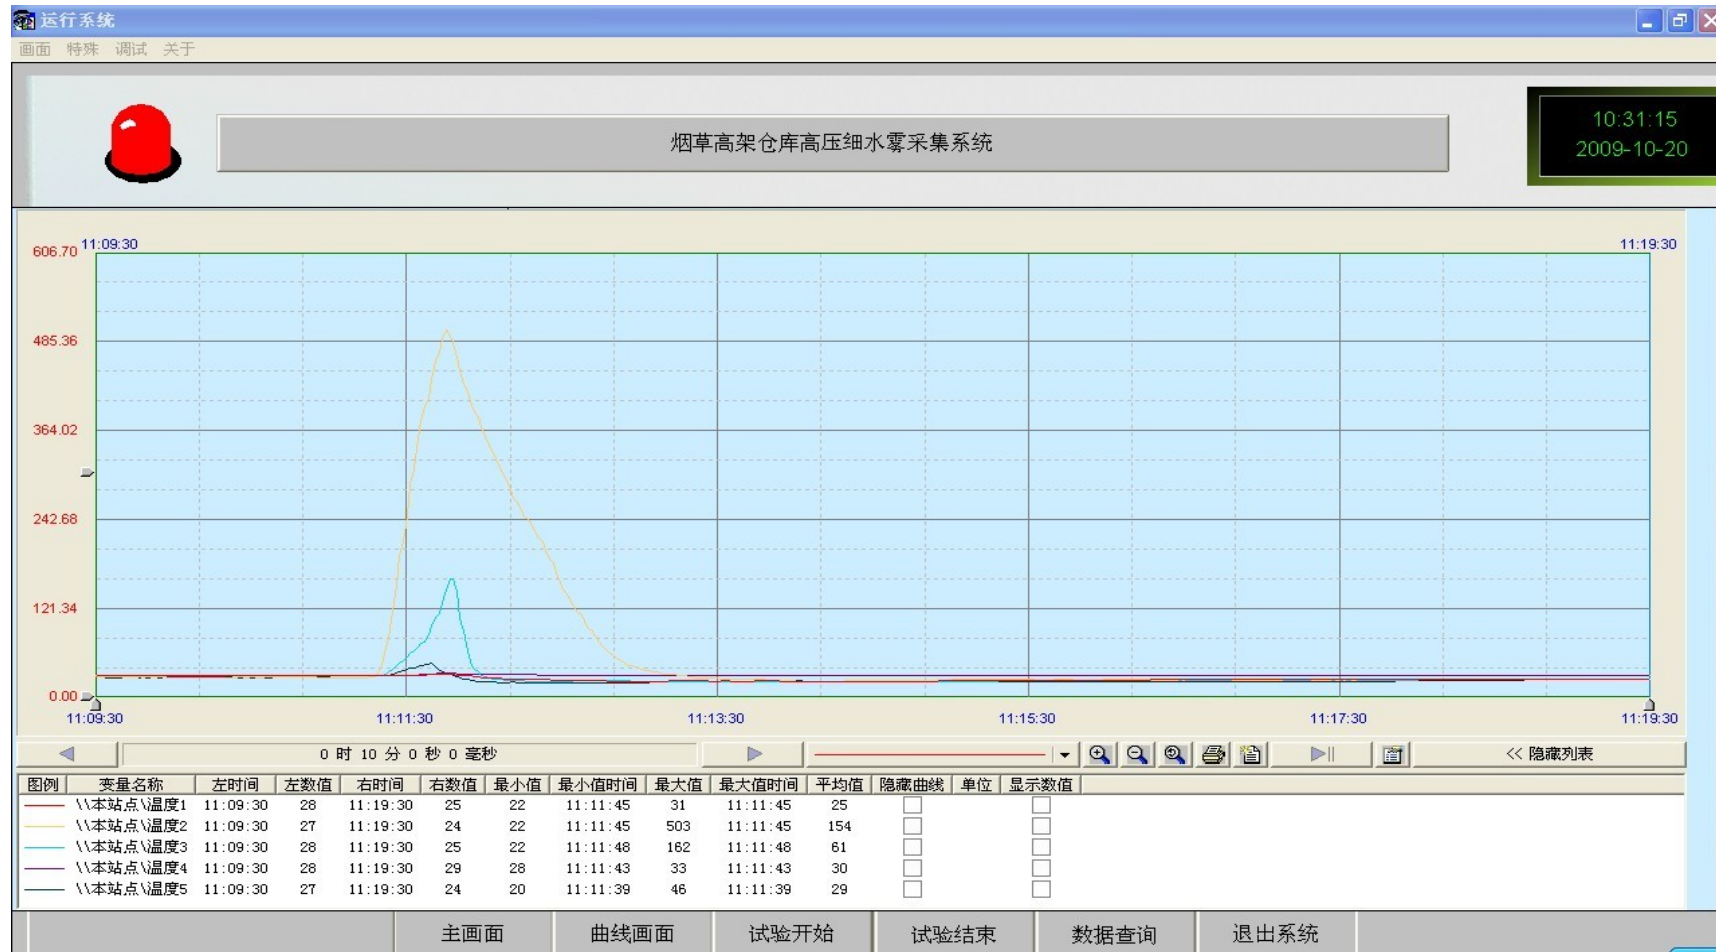 运行系统
画面 特殊 调试 关于
烟草高架仓库高压细水雾采集系统
10:31:15
2009-10-20
11:09:30 11:19:30
606.70
485.36
364.02
242.68
121.34
0.00
11:09:30 11:11:30 11:13:30 11:15:30 11:17:30 11:19:30
0 时 10 分 0 秒 0 毫秒 << 隐藏列表
图例 变量名称 左时间 左数值 右时间 右数值 最小值 最小值时间 最大值 最大值时间 平均值 隐藏曲线 单位 显示数值
\\本站点\温度1 11:09:30 28 11:19:30 25 22 11:11:45 31 11:11:45 25
\\本站点\温度2 11:09:30 27 11:19:30 24 22 11:11:45 503 11:11:45 154
\\本站点\温度3 11:09:30 28 11:19:30 25 22 11:11:48 162 11:11:48 61
\\本站点\温度4 11:09:30 28 11:19:30 29 28 11:11:43 33 11:11:43 30
\\本站点\温度5 11:09:30 27 11:19:30 24 20 11:11:39 46 11:11:39 29
主画面 曲线画面 试验开始 试验结束 数据查询 退出系统